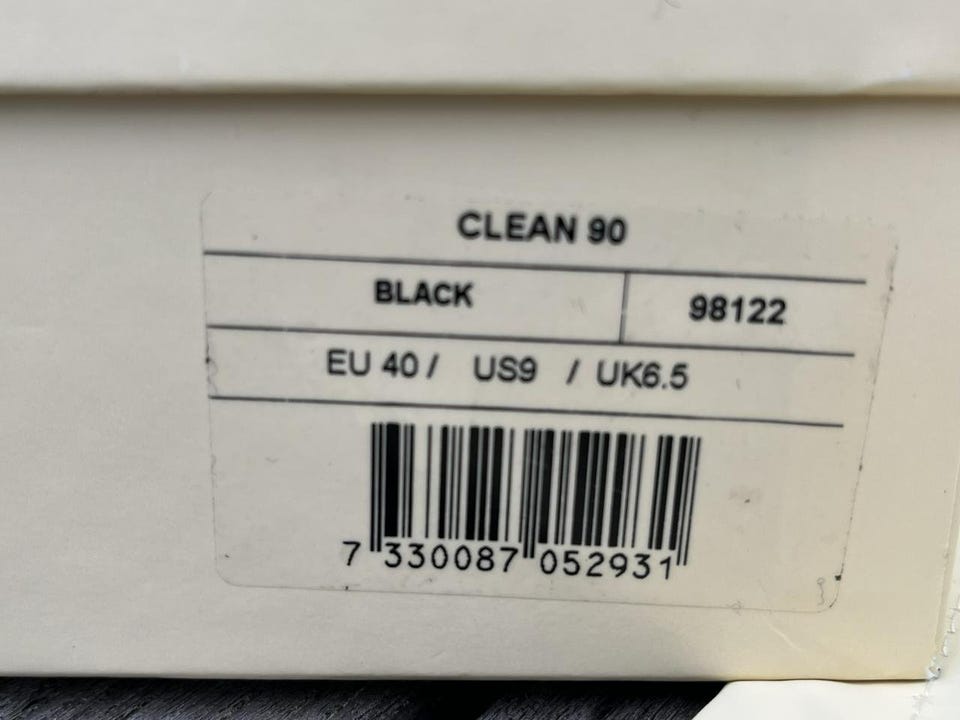 CLEAN 90
BLACK 98122
EU 40 / US9 / UK6.5
7 330087 052931